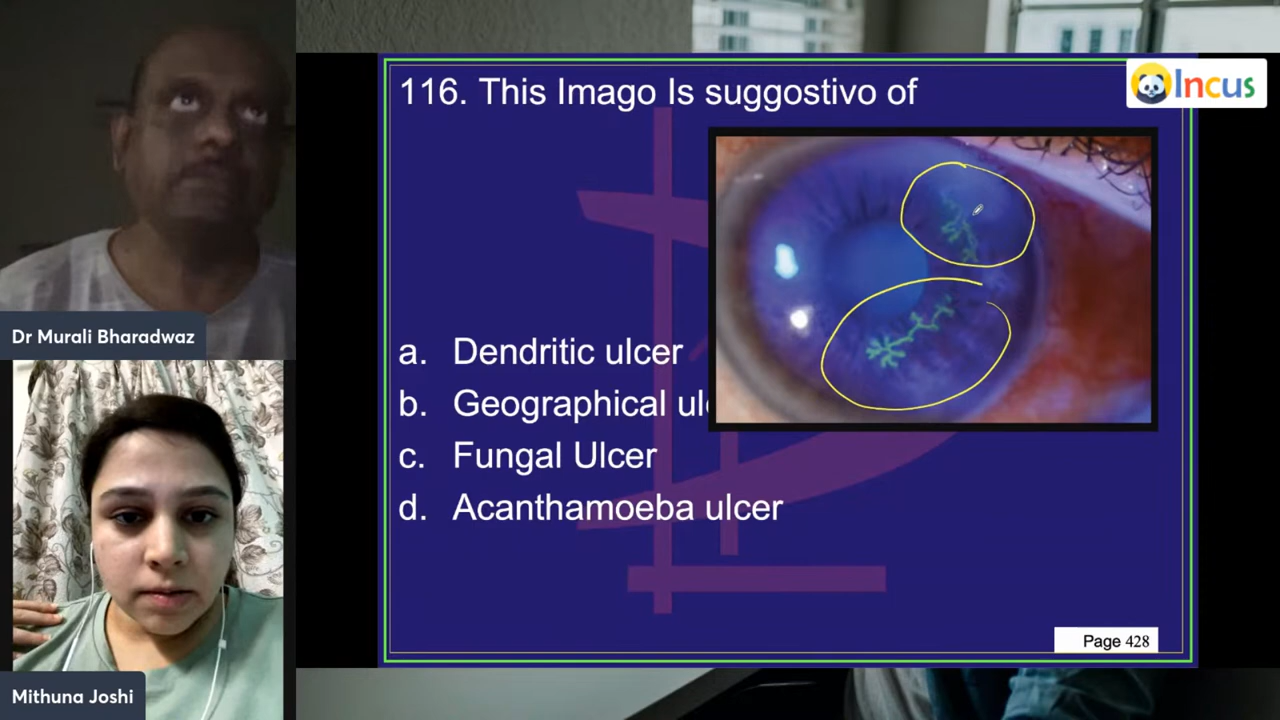 116. This Imago Is suggostivo of
Incus
a. Dendritic ulcer
b. Geographical ul
c. Fungal Ulcer
d. Acanthamoeba ulcer
Page 428
Dr Murali Bharadwaz
Mithuna Joshi